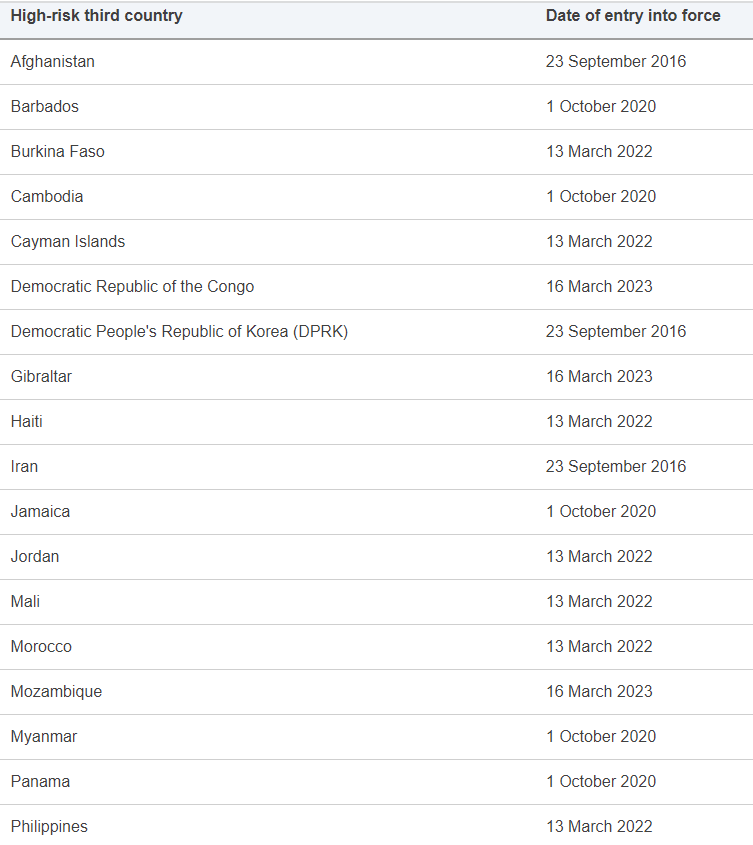 High-risk third country Date of entry into force
Afghanistan 23 September 2016
Barbados 1 October 2020
Burkina Faso 13 March 2022
Cambodia 1 October 2020
Cayman Islands 13 March 2022
Democratic Republic of the Congo 16 March 2023
Democratic People's Republic of Korea (DPRK) 23 September 2016
Gibraltar 16 March 2023
Haiti 13 March 2022
Iran 23 September 2016
Jamaica 1 October 2020
Jordan 13 March 2022
Mali 13 March 2022
Morocco 13 March 2022
Mozambique 16 March 2023
Myanmar 1 October 2020
Panama 1 October 2020
Philippines 13 March 2022